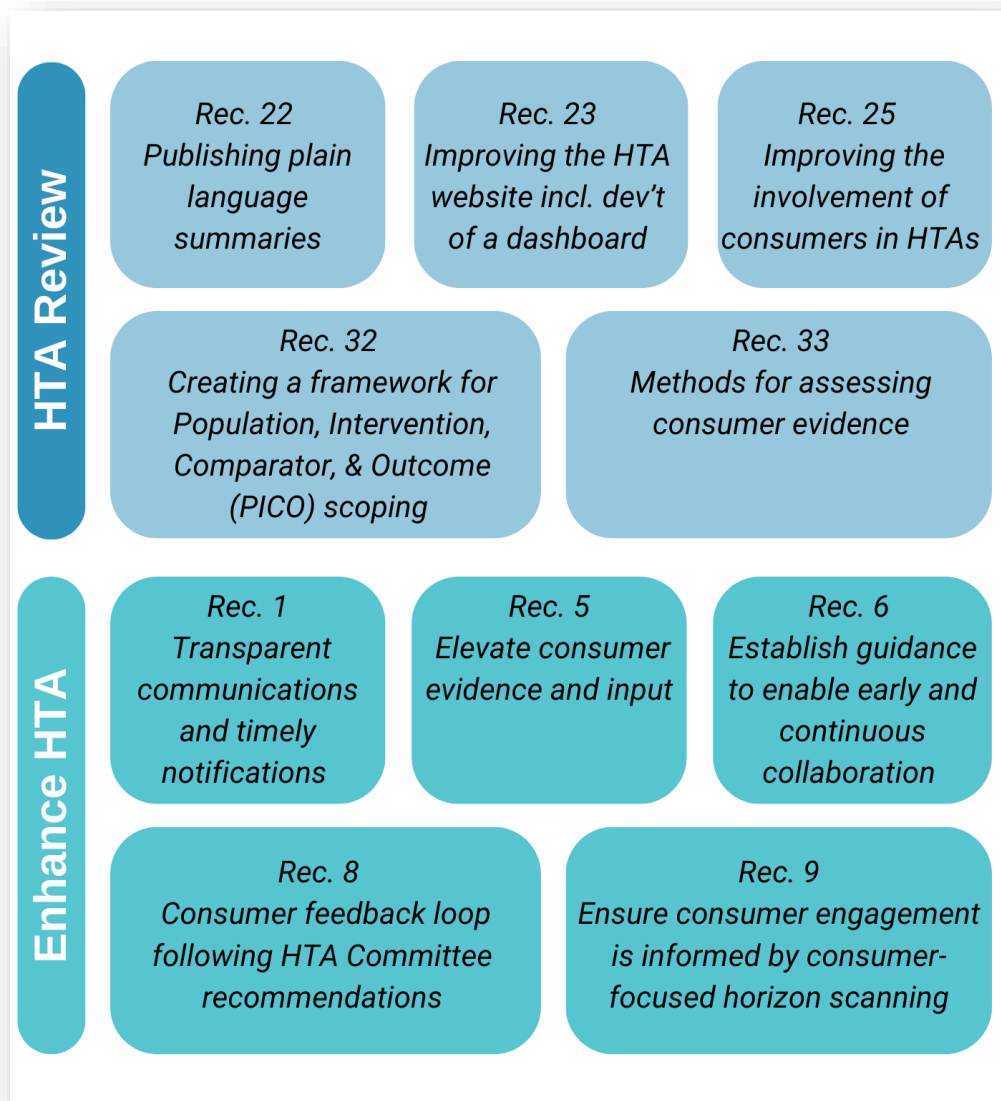 HTA Review
Rec. 22
Publishing plain
language
summaries
Rec. 23
Improving the HTA
website incl. dev’t
of a dashboard
Rec. 25
Improving the
involvement of
consumers in HTAs
Rec. 32
Creating a framework for
Population, Intervention,
Comparator, & Outcome
(PICO) scoping
Rec. 33
Methods for assessing
consumer evidence
Enhance HTA
Rec. 1
Transparent
communications
and timely
notifications
Rec. 5
Elevate consumer
evidence and input
Rec. 6
Establish guidance
to enable early and
continuous
collaboration
Rec. 8
Consumer feedback loop
following HTA Committee
recommendations
Rec. 9
Ensure consumer engagement
is informed by consumer-
focused horizon scanning